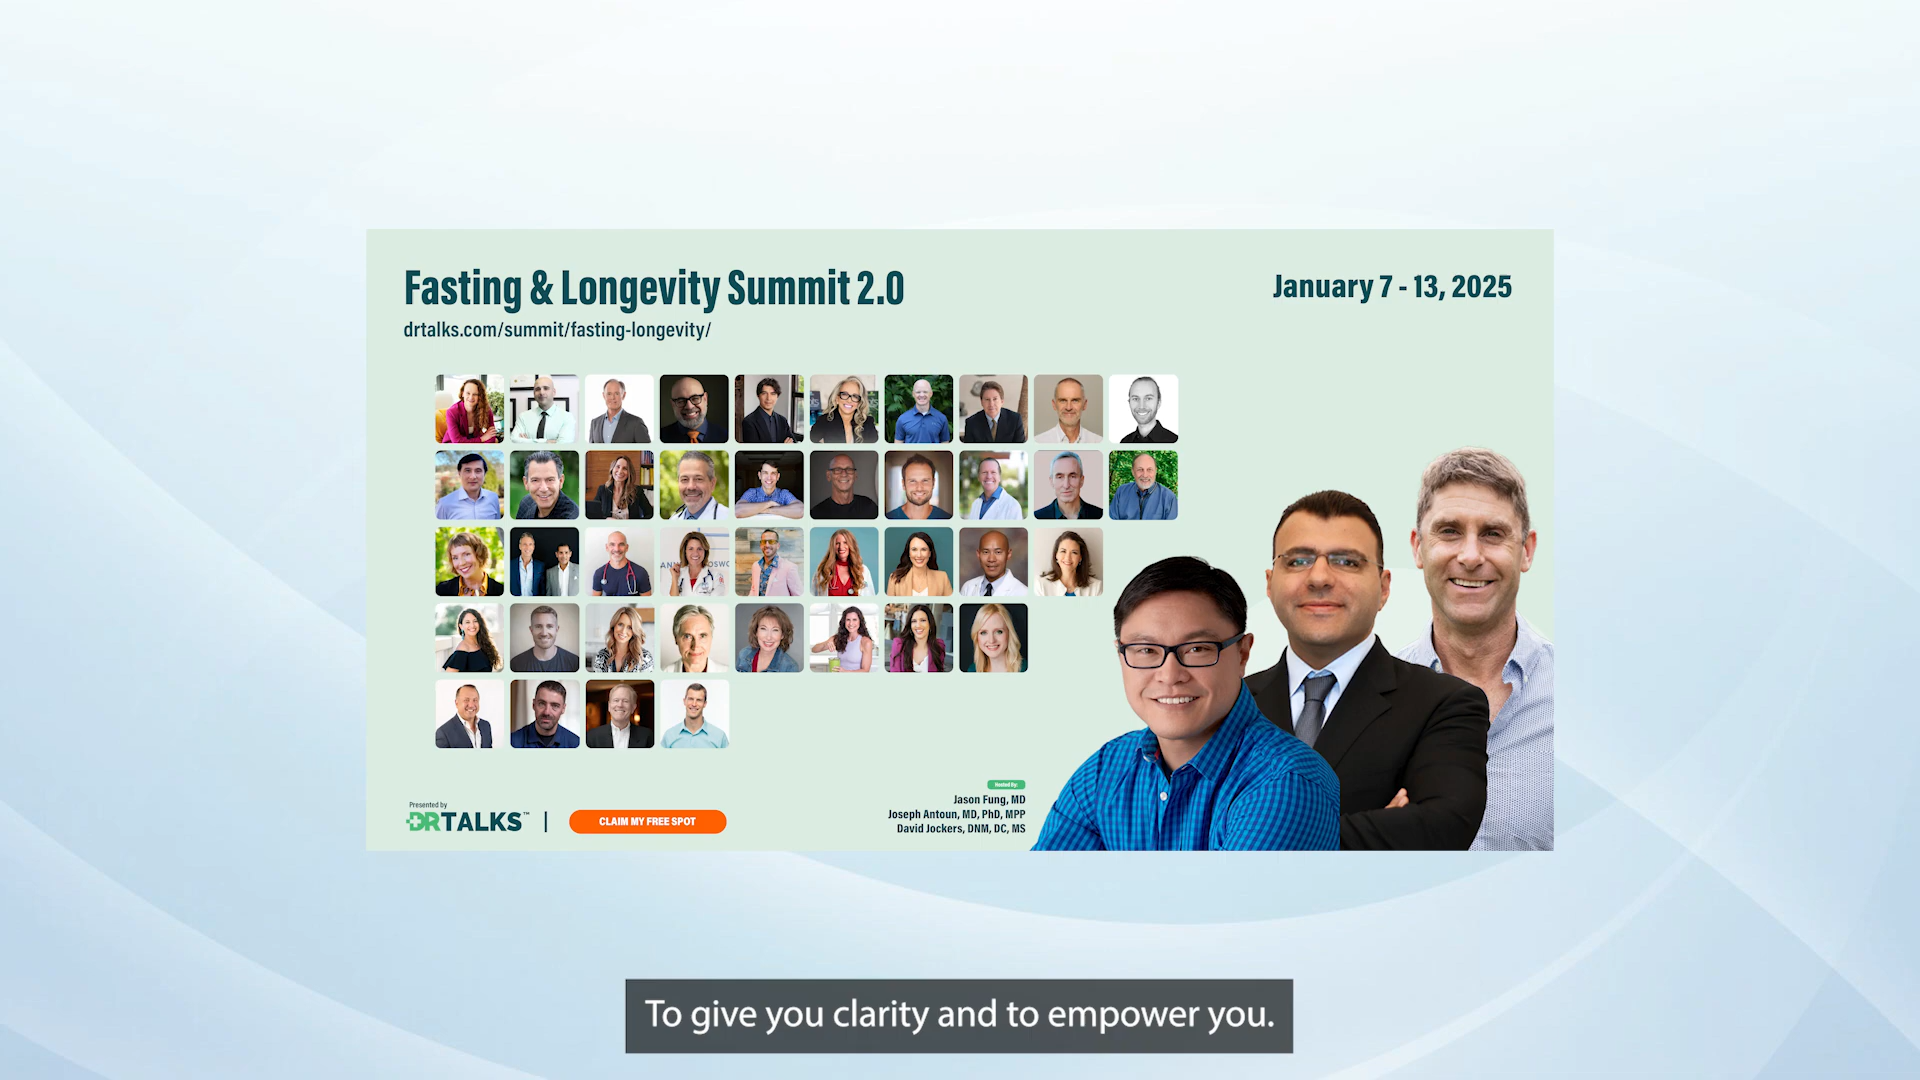 Fasting & Longevity Summit 2.0
January 7 - 13, 2025
drtalks.com/summit/fasting-longevity/
Presented by
DRTALKS™ |
CLAIM MY FREE SPOT
Hosted By:
Jason Fung, MD
Joseph Antoun, MD, PhD, MPP
David Jockers, DNM, DC, MS
To give you clarity and to empower you.